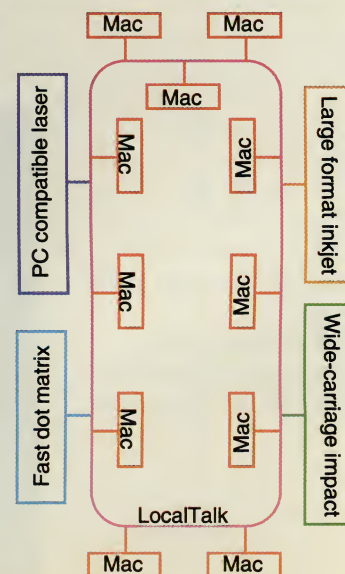 Mac
Mac
Mac
PC compatible laser
Mac
Mac
Large format inkjet
Mac
Mac
Fast dot matrix
Mac
Mac
Wide-carriage impact
LocalTalk
Mac
Mac